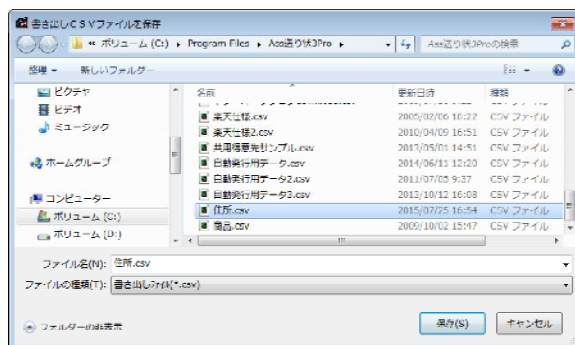 書き出しCSVファイルを保存
≪ ボリューム (C:) ▸ Program Files ▸ Ass送り状3Pro ▸
Ass送り状3Proの検索
整理 新しいフォルダー
ピクチャ
ビデオ
ミュージック
ホームグループ
コンピューター
ボリューム (C:)
ボリューム (D:)
名前 更新日時 種類
楽天仕様.csv 2005/02/06 18:22 CSV ファイル
楽天仕様2.csv 2010/04/09 16:51 CSV ファイル
共用得意先サンプル.csv 2013/05/01 14:51 CSV ファイル
自動発行用データ.csv 2014/06/11 12:20 CSV ファイル
自動発行用データ2.csv 2011/07/05 9:37 CSV ファイル
自動発行用データ3.csv 2013/10/12 16:08 CSV ファイル
住所.csv 2015/07/25 16:54 CSV ファイル
商品.csv 2009/10/02 15:47 CSV ファイル
ファイル名(N): 住所.csv
ファイルの種類(T): 書き出しファイル(*.csv)
フォルダーの非表示
保存(S) キャンセル